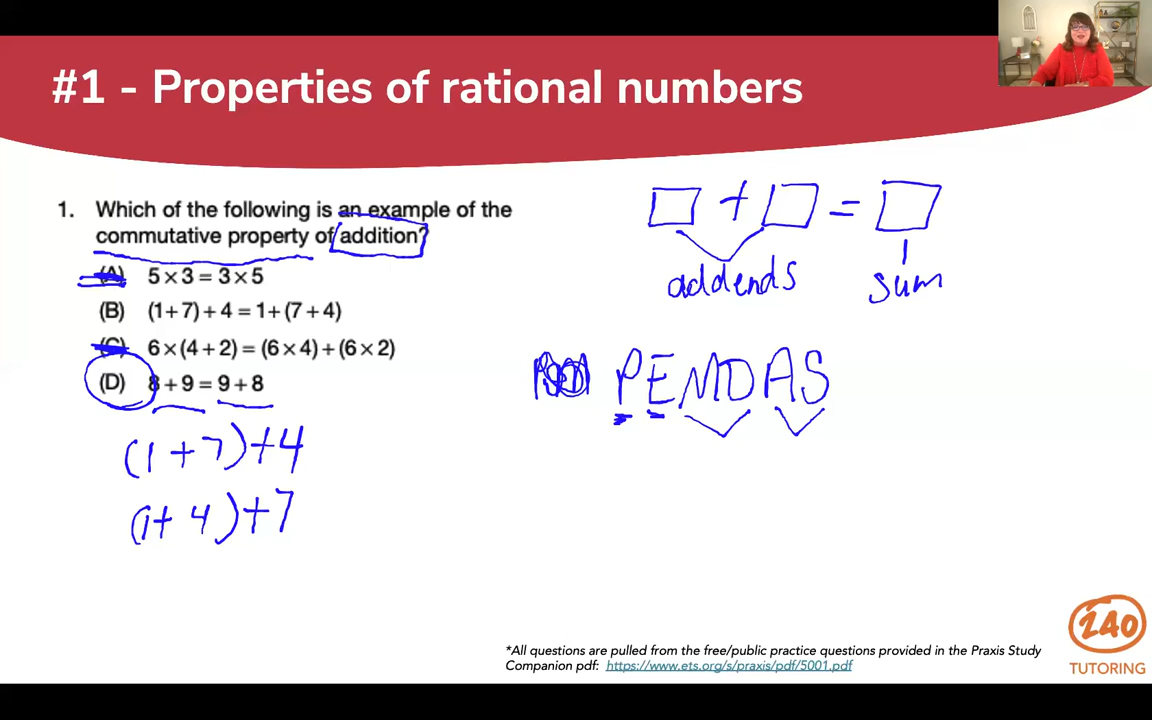 #1 - Properties of rational numbers
1. Which of the following is an example of the
commutative property of addition?
(A) 5 × 3 = 3 × 5
(B) (1 + 7) + 4 = 1 + (7 + 4)
(C) 6 × (4 + 2) = (6 × 4) + (6 × 2)
(D) 8 + 9 = 9 + 8
(1 + 7) + 4
(1 + 4) + 7
+ =
addends sum
PEMDAS
*All questions are pulled from the free/public practice questions provided in the Praxis Study
Companion pdf: https://www.ets.org/s/praxis/pdf/5001.pdf
240
TUTORING